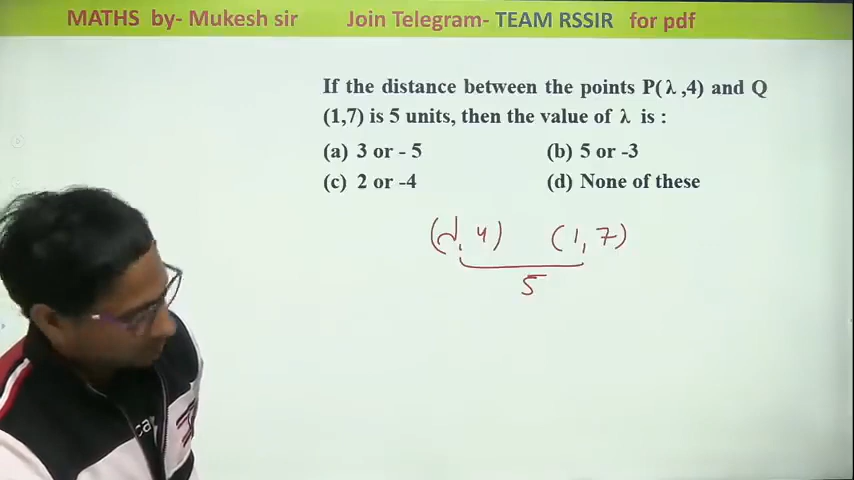 MATHS by- Mukesh sir Join Telegram- TEAM RSSIR for pdf
If the distance between the points P(λ ,4) and Q
(1,7) is 5 units, then the value of λ is :
(a) 3 or - 5 (b) 5 or -3
(c) 2 or -4 (d) None of these
(λ, 4) (1, 7)
5
ca